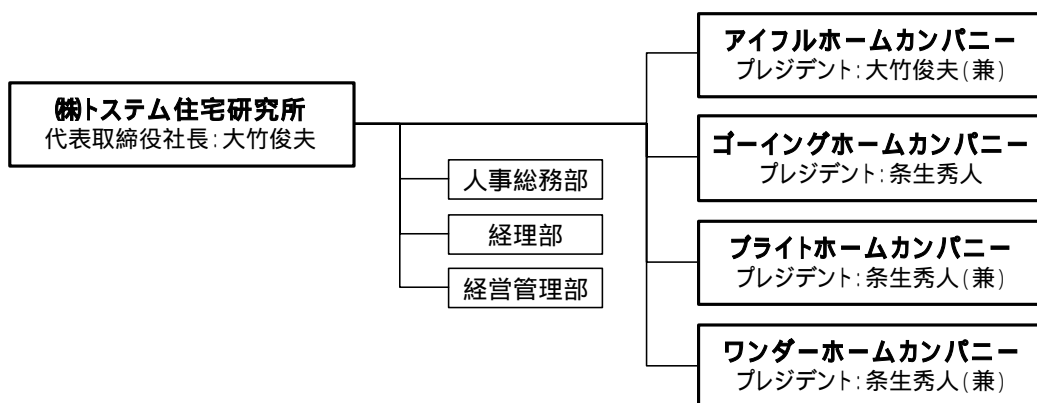 ㈱トステム住宅研究所
代表取締役社長：大竹俊夫
人事総務部
経理部
経営管理部
アイフルホームカンパニー
プレジデント：大竹俊夫（兼）
ゴーイングホームカンパニー
プレジデント：条生秀人
ブライトホームカンパニー
プレジデント：条生秀人（兼）
ワンダーホームカンパニー
プレジデント：条生秀人（兼）